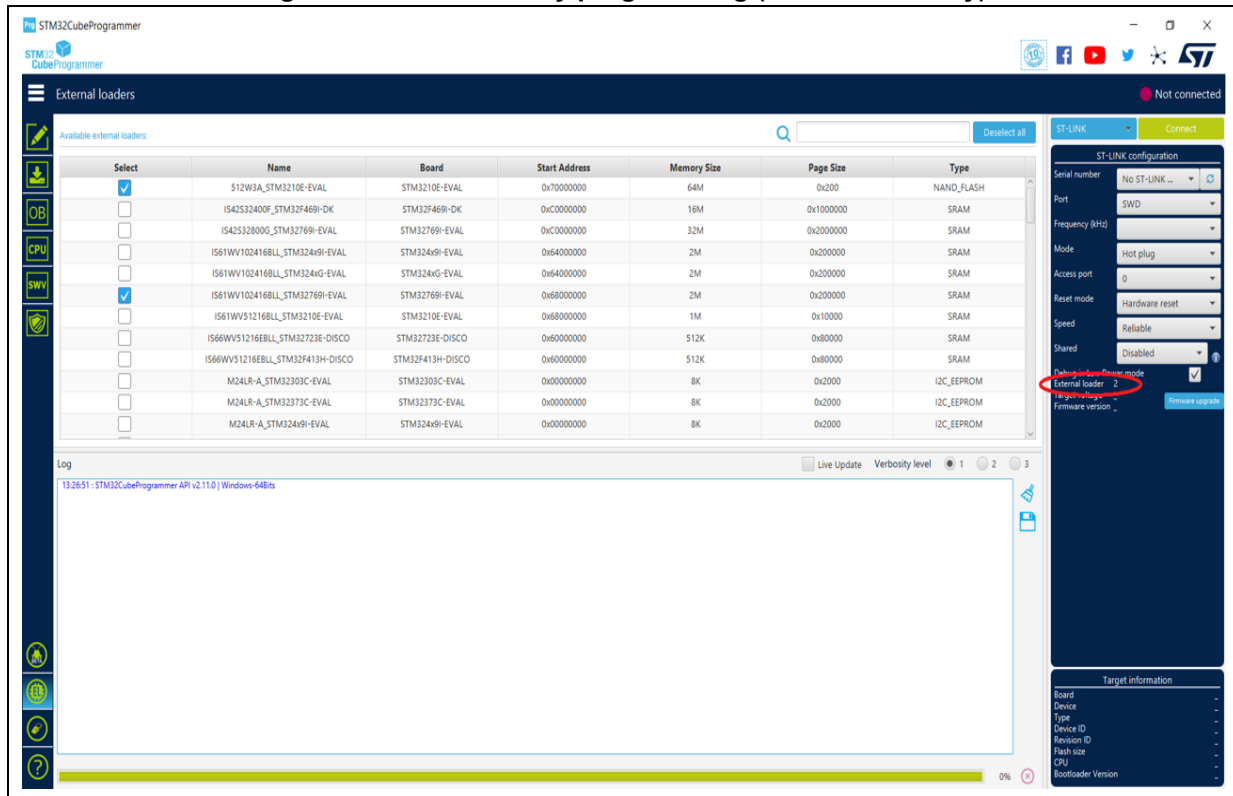 STM32CubeProgrammer
STM32
CubeProgrammer
External loaders
Not connected
Available external loaders:
Deselect all
Select Name Board Start Address Memory Size Page Size Type
512W3A_STM3210E-EVAL STM3210E-EVAL 0x70000000 64M 0x200 NAND_FLASH
IS42S32400F_STM32F469I-DK STM32F469I-DK 0xC0000000 16M 0x1000000 SRAM
IS42S32800G_STM32769I-EVAL STM32769I-EVAL 0xC0000000 32M 0x2000000 SRAM
IS61WV102416BLL_STM324x9I-EVAL STM324x9I-EVAL 0x64000000 2M 0x200000 SRAM
IS61WV102416BLL_STM324xG-EVAL STM324xG-EVAL 0x64000000 2M 0x200000 SRAM
IS61WV102416BLL_STM32769I-EVAL STM32769I-EVAL 0x68000000 2M 0x200000 SRAM
IS61WV51216BLL_STM3210E-EVAL STM3210E-EVAL 0x68000000 1M 0x10000 SRAM
IS66WV51216EBLL_STM32723E-DISCO STM32723E-DISCO 0x60000000 512K 0x80000 SRAM
IS66WV51216EBLL_STM32F413H-DISCO STM32F413H-DISCO 0x60000000 512K 0x80000 SRAM
M24LR-A_STM32303C-EVAL STM32303C-EVAL 0x00000000 8K 0x2000 I2C_EEPROM
M24LR-A_STM32373C-EVAL STM32373C-EVAL 0x00000000 8K 0x2000 I2C_EEPROM
M24LR-A_STM324x9I-EVAL STM324x9I-EVAL 0x00000000 8K 0x2000 I2C_EEPROM
Log
Live Update Verbosity level 1 2 3
13:26:51 : STM32CubeProgrammer API v2.11.0 | Windows-64Bits
0%
OB
CPU
SWV
BETA
EL
ST-LINK Connect
ST-LINK configuration
Serial number No ST-LINK ...
Port SWD
Frequency (kHz)
Mode Hot plug
Access port 0
Reset mode Hardware reset
Speed Reliable
Shared Disabled
Debug in Low Power mode
External loader 2
Target voltage -
Firmware version - Firmware upgrade
Target information
Board -
Device -
Type -
Device ID -
Revision ID -
Flash size -
CPU -
Bootloader Version -